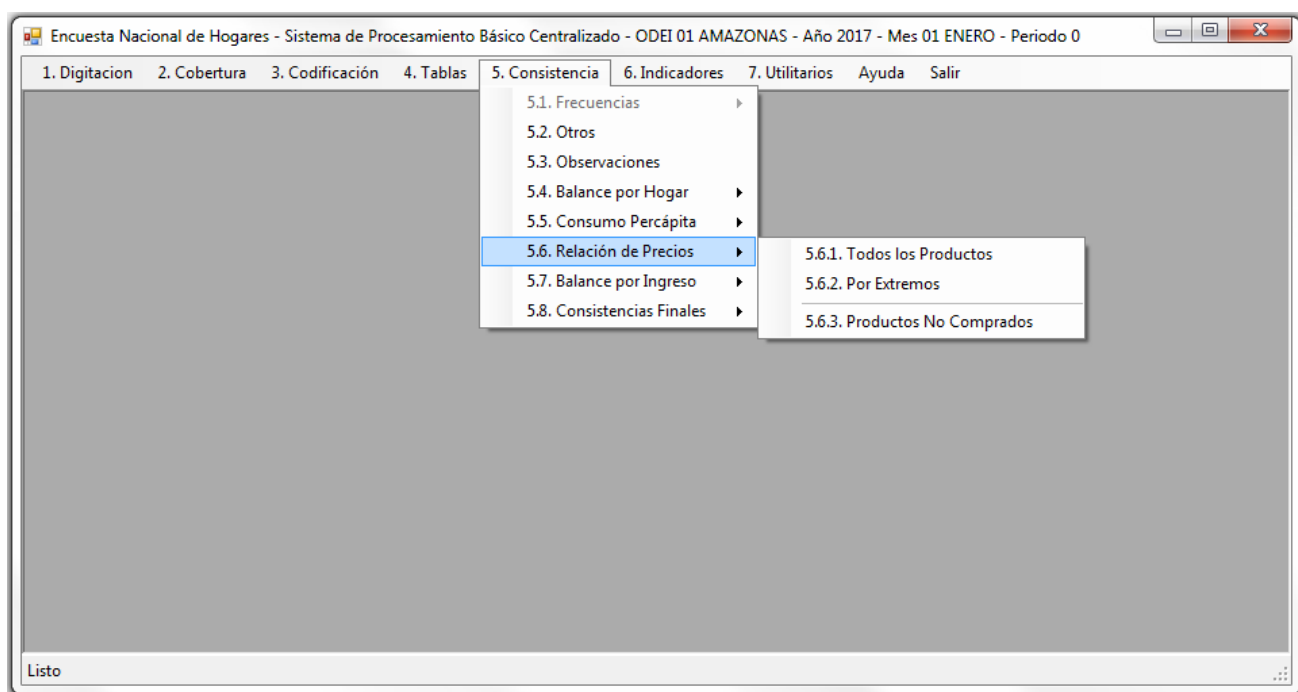 Encuesta Nacional de Hogares - Sistema de Procesamiento Básico Centralizado - ODEI 01 AMAZONAS - Año 2017 - Mes 01 ENERO - Periodo 0
1. Digitacion 2. Cobertura 3. Codificación 4. Tablas 5. Consistencia 6. Indicadores 7. Utilitarios Ayuda Salir
5.1. Frecuencias
5.2. Otros
5.3. Observaciones
5.4. Balance por Hogar
5.5. Consumo Percápita
5.6. Relación de Precios
5.7. Balance por Ingreso
5.8. Consistencias Finales
5.6.1. Todos los Productos
5.6.2. Por Extremos
5.6.3. Productos No Comprados
Listo